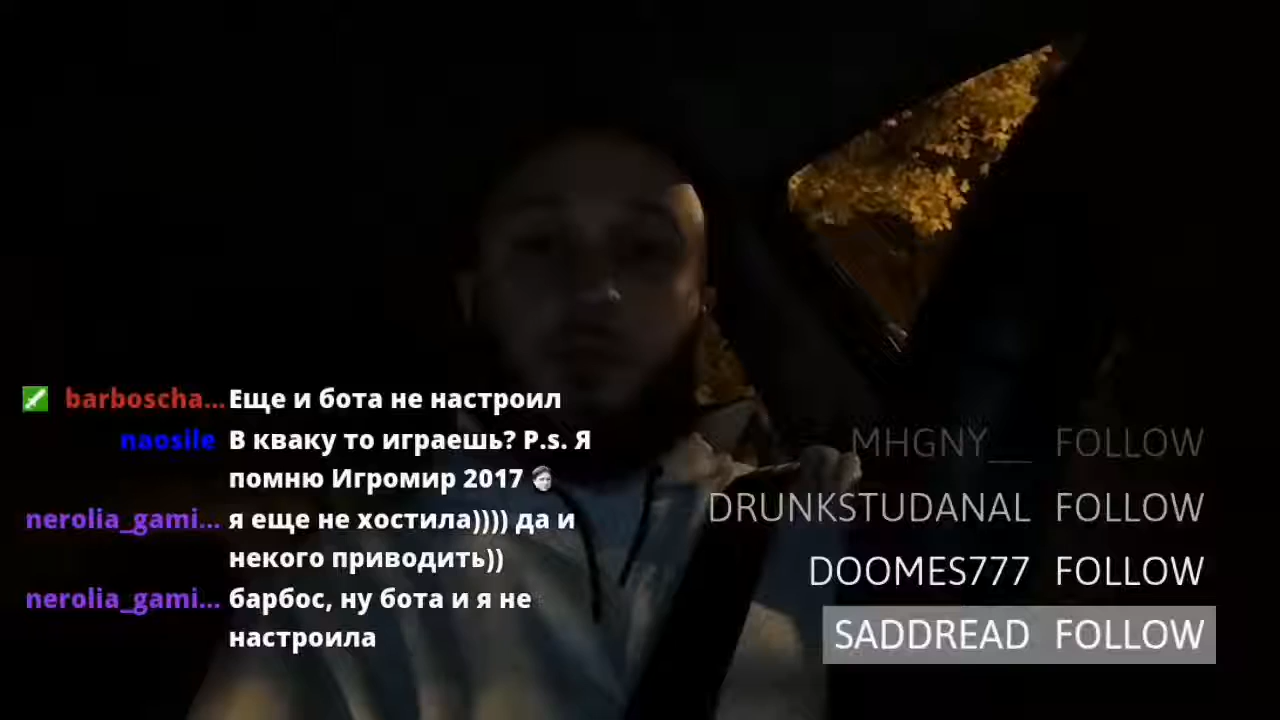 barboscha... Еще и бота не настроил
naosile В кваку то играешь? P.s. Я
помню Игромир 2017
nerolia_gami... я еще не хостила)))) да и
некого приводить))
nerolia_gami... барбос, ну бота и я не
настроила
MHGNY__ FOLLOW
DRUNKSTUDANAL FOLLOW
DOOMES777 FOLLOW
SADDREAD FOLLOW